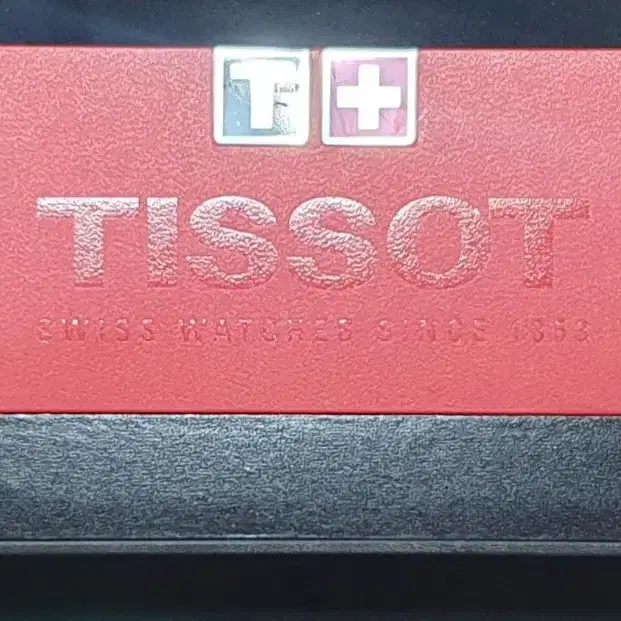 T+
TISSOT
SWISS WATCHES SINCE 1853